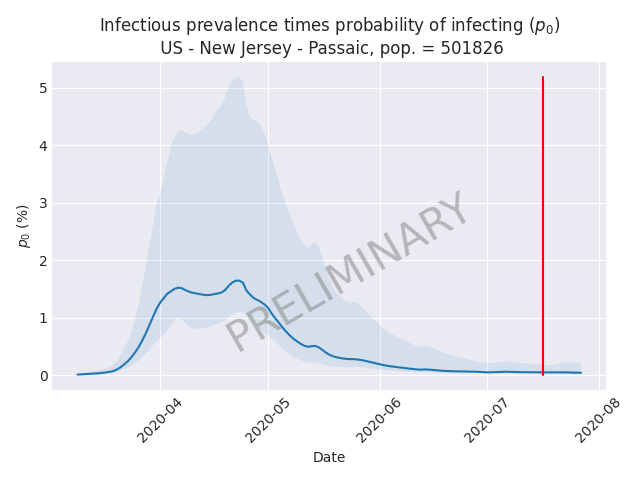 Infectious prevalence times probability of infecting (p₀)
US - New Jersey - Passaic, pop. = 501826
p₀ (%)
5
4
3
2
1
0
PRELIMINARY
2020-04
2020-05
2020-06
2020-07
2020-08
Date